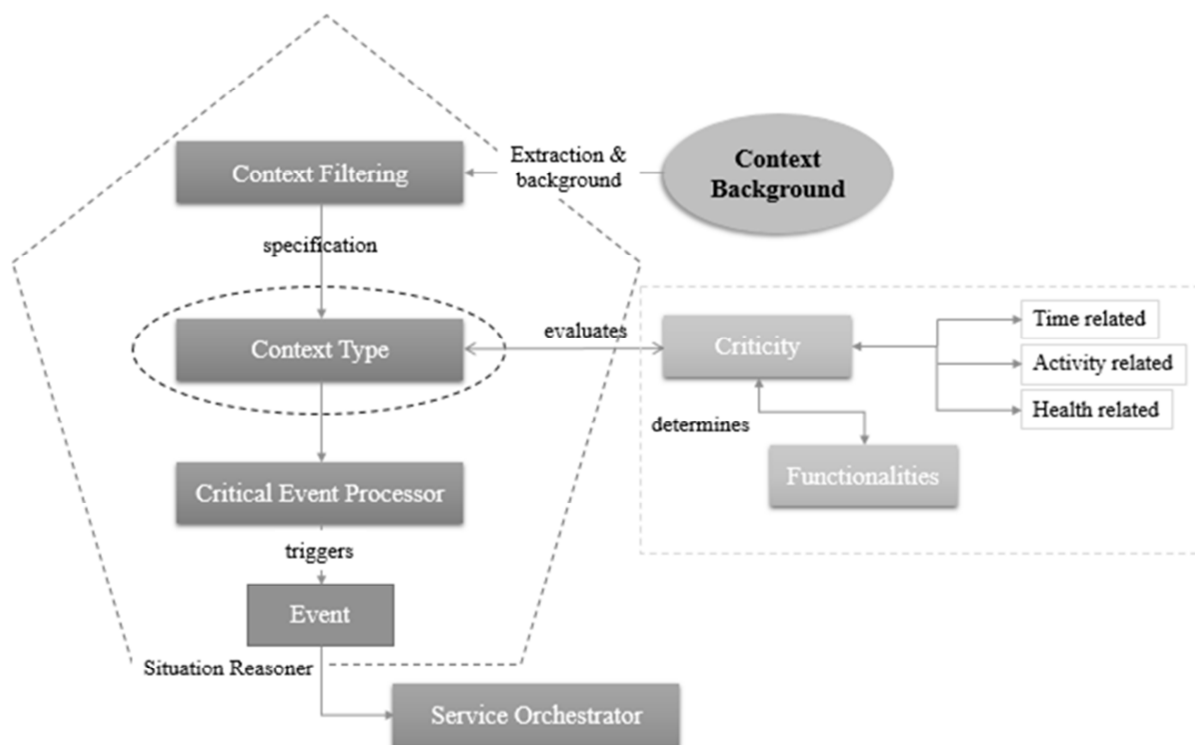 Context Filtering
Extraction &
background
Context
Background
specification
Context Type
evaluates
Criticity
Time related
Activity related
Health related
determines
Functionalities
Critical Event Processor
triggers
Event
Situation Reasoner
Service Orchestrator